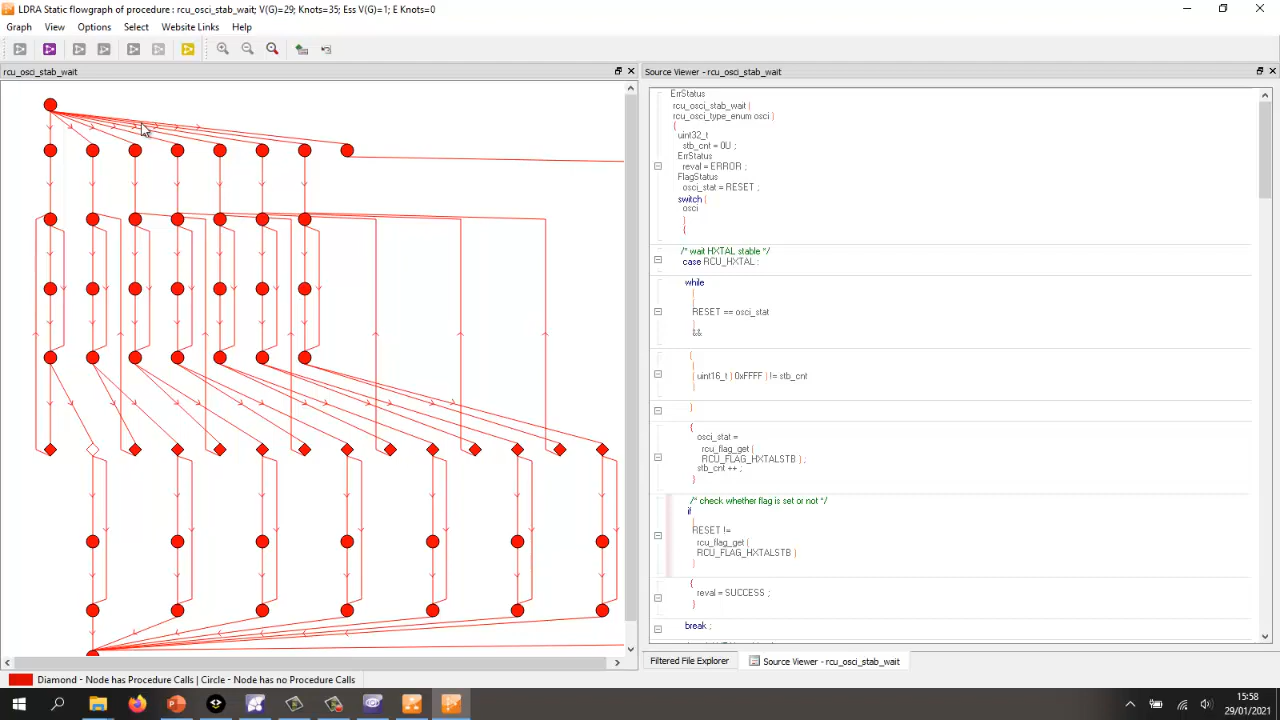 LDRA Static flowgraph of procedure : rcu_osci_stab_wait; V(G)=29; Knots=35; Ess V(G)=1; E Knots=0
Graph View Options Select Website Links Help
rcu_osci_stab_wait
Source Viewer - rcu_osci_stab_wait
ErrStatus
rcu_osci_stab_wait (
rcu_osci_type_enum osci )
{
uint32_t
stb_cnt = 0U ;
ErrStatus
reval = ERROR ;
FlagStatus
osci_stat = RESET ;
switch (
osci
)
{
/* wait HXTAL stable */
case RCU_HXTAL :
while
(
(
RESET == osci_stat
)
&&
(
(
( uint16_t ) 0xFFFF ) != stb_cnt
)
)
{
osci_stat =
rcu_flag_get (
RCU_FLAG_HXTALSTB ) ;
stb_cnt ++ ;
}
/* check whether flag is set or not */
if
(
RESET !=
rcu_flag_get (
RCU_FLAG_HXTALSTB )
)
{
reval = SUCCESS ;
}
break ;
Filtered File Explorer
Source Viewer - rcu_osci_stab_wait
Diamond - Node has Procedure Calls | Circle - Node has no Procedure Calls
15:58
29/01/2021